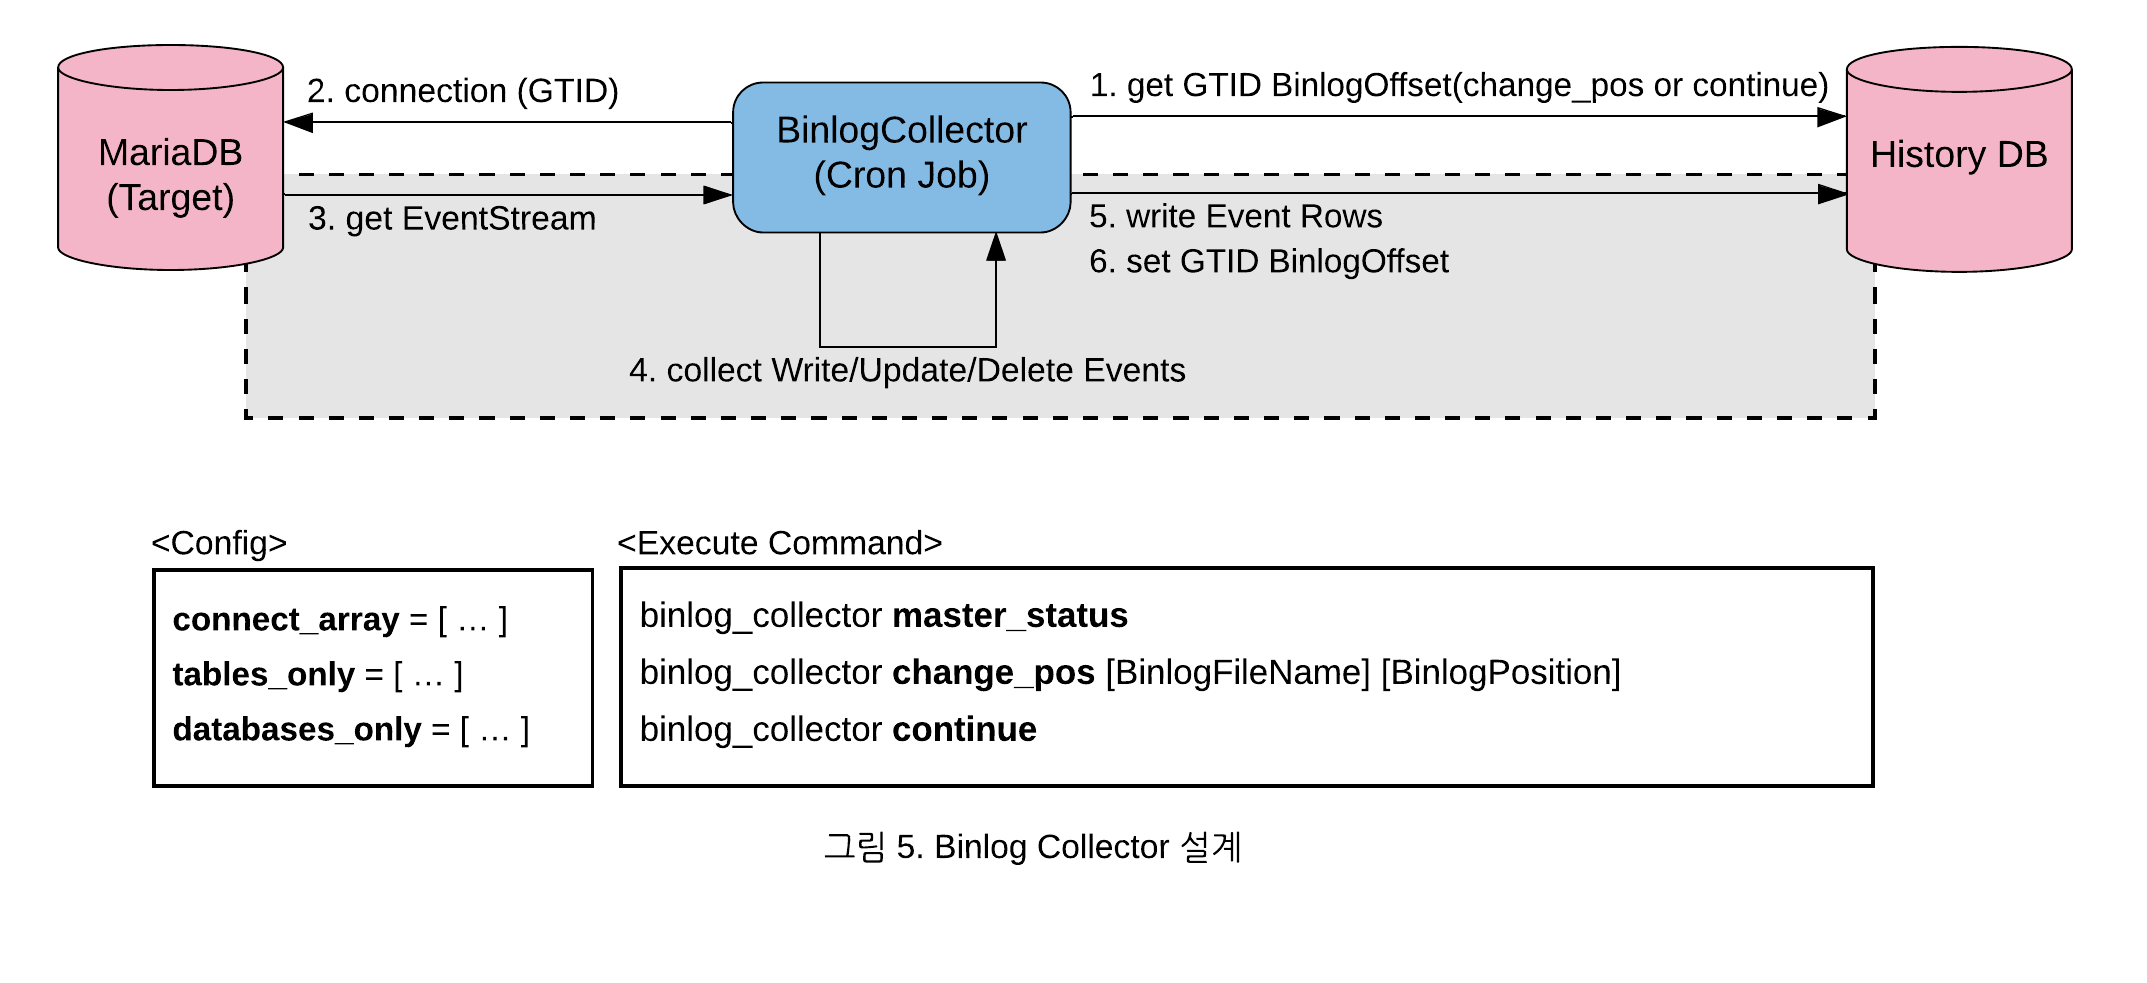 MariaDB
(Target)
2. connection (GTID)
3. get EventStream
BinlogCollector
(Cron Job)
1. get GTID BinlogOffset(change_pos or continue)
5. write Event Rows
6. set GTID BinlogOffset
History DB
4. collect Write/Update/Delete Events
<Config>
connect_array = [ … ]
tables_only = [ … ]
databases_only = [ … ]
<Execute Command>
binlog_collector master_status
binlog_collector change_pos [BinlogFileName] [BinlogPosition]
binlog_collector continue
그림 5. Binlog Collector 설계